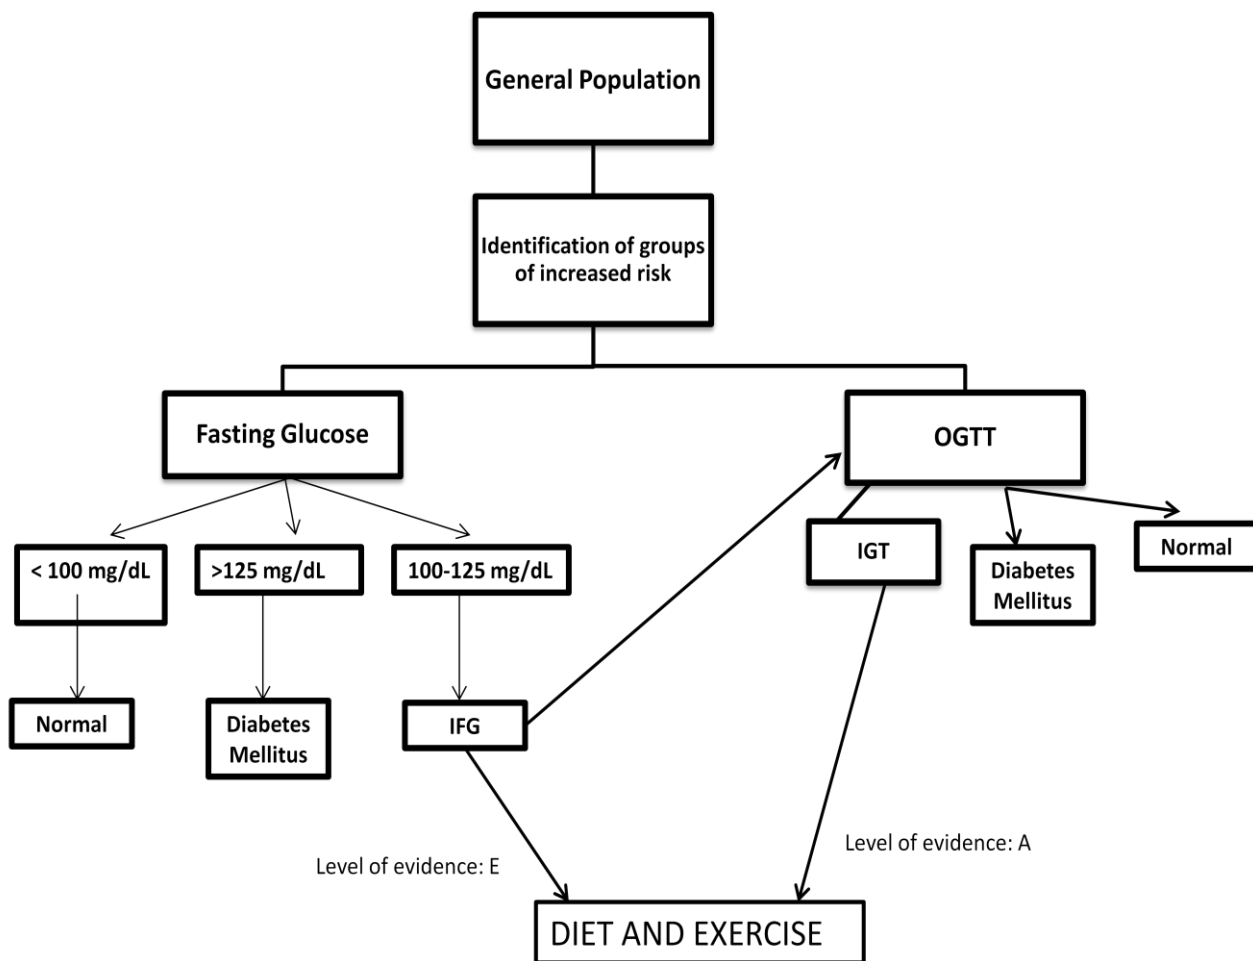 General Population
Identification of groups
of increased risk
Fasting Glucose
OGTT
< 100 mg/dL
>125 mg/dL
100-125 mg/dL
IGT
Diabetes
Mellitus
Normal
Normal
Diabetes
Mellitus
IFG
Level of evidence: E
Level of evidence: A
DIET AND EXERCISE